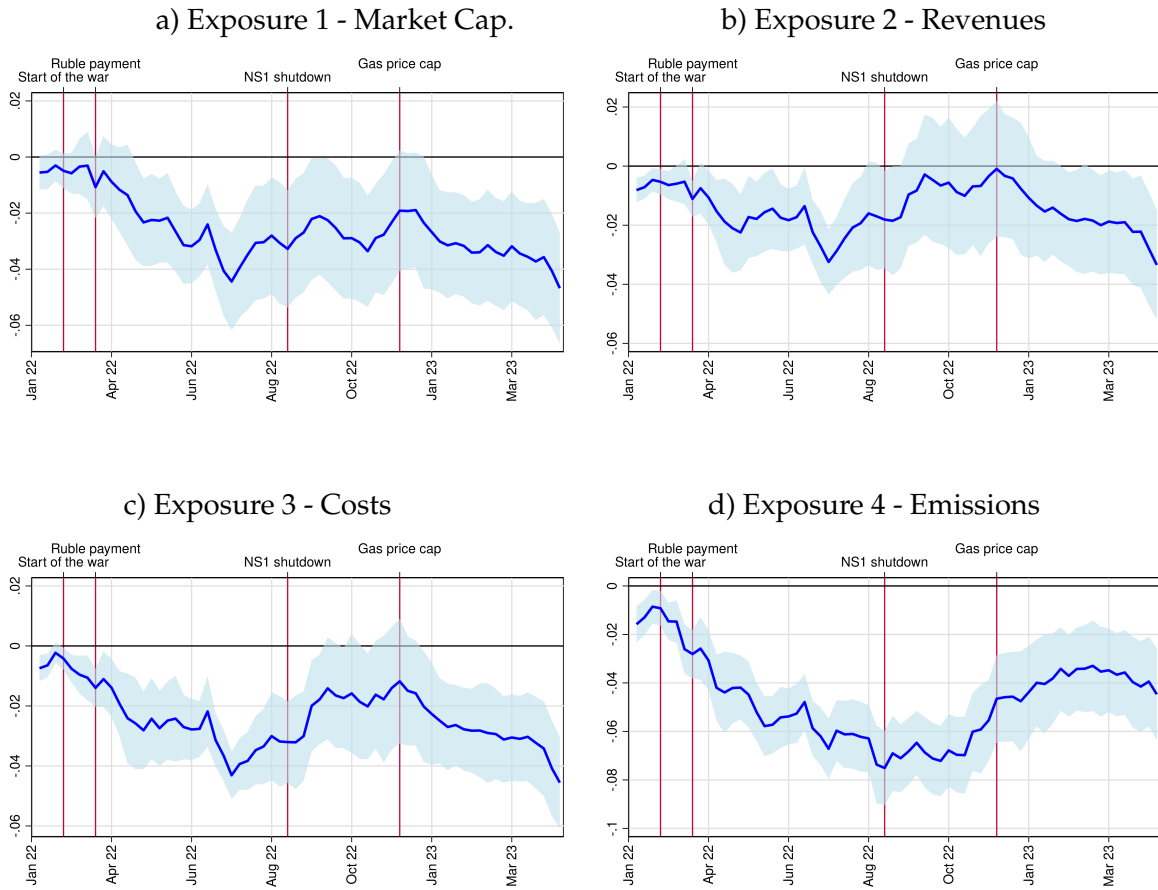 a) Exposure 1 - Market Cap.
Ruble payment
Gas price cap
Start of the war
NS1 shutdown
.02
0
-.02
-.04
-.06
Jan 22
Apr 22
Jun 22
Aug 22
Oct 22
Jan 23
Mar 23
b) Exposure 2 - Revenues
Ruble payment
Gas price cap
Start of the war
NS1 shutdown
.02
0
-.02
-.04
-.06
Jan 22
Apr 22
Jun 22
Aug 22
Oct 22
Jan 23
Mar 23
c) Exposure 3 - Costs
Ruble payment
Gas price cap
Start of the war
NS1 shutdown
.02
0
-.02
-.04
-.06
Jan 22
Apr 22
Jun 22
Aug 22
Oct 22
Jan 23
Mar 23
d) Exposure 4 - Emissions
Ruble payment
Gas price cap
Start of the war
NS1 shutdown
0
-.02
-.04
-.06
-.08
-.1
Jan 22
Apr 22
Jun 22
Aug 22
Oct 22
Jan 23
Mar 23